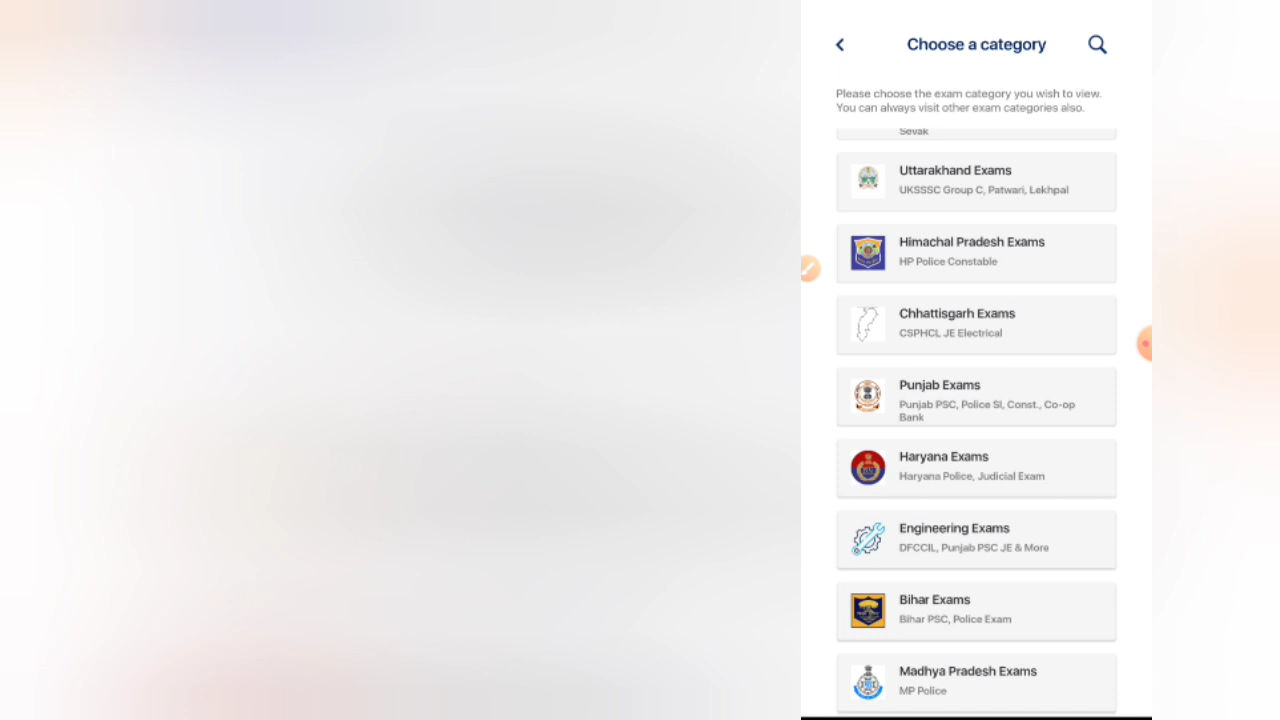 Choose a category
Please choose the exam category you wish to view.
You can always visit other exam categories also.
Sevak
Uttarakhand Exams
UKSSSC Group C, Patwari, Lekhpal
Himachal Pradesh Exams
HP Police Constable
Chhattisgarh Exams
CSPHCL JE Electrical
Punjab Exams
Punjab PSC, Police SI, Const., Co-op
Bank
Haryana Exams
Haryana Police, Judicial Exam
Engineering Exams
DFCCIL, Punjab PSC JE & More
Bihar Exams
Bihar PSC, Police Exam
Madhya Pradesh Exams
MP Police